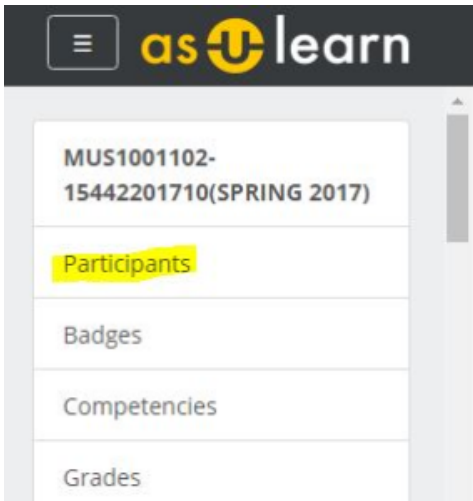 ☰ asUlearn
MUS1001102-
15442201710(SPRING 2017)
Participants
Badges
Competencies
Grades